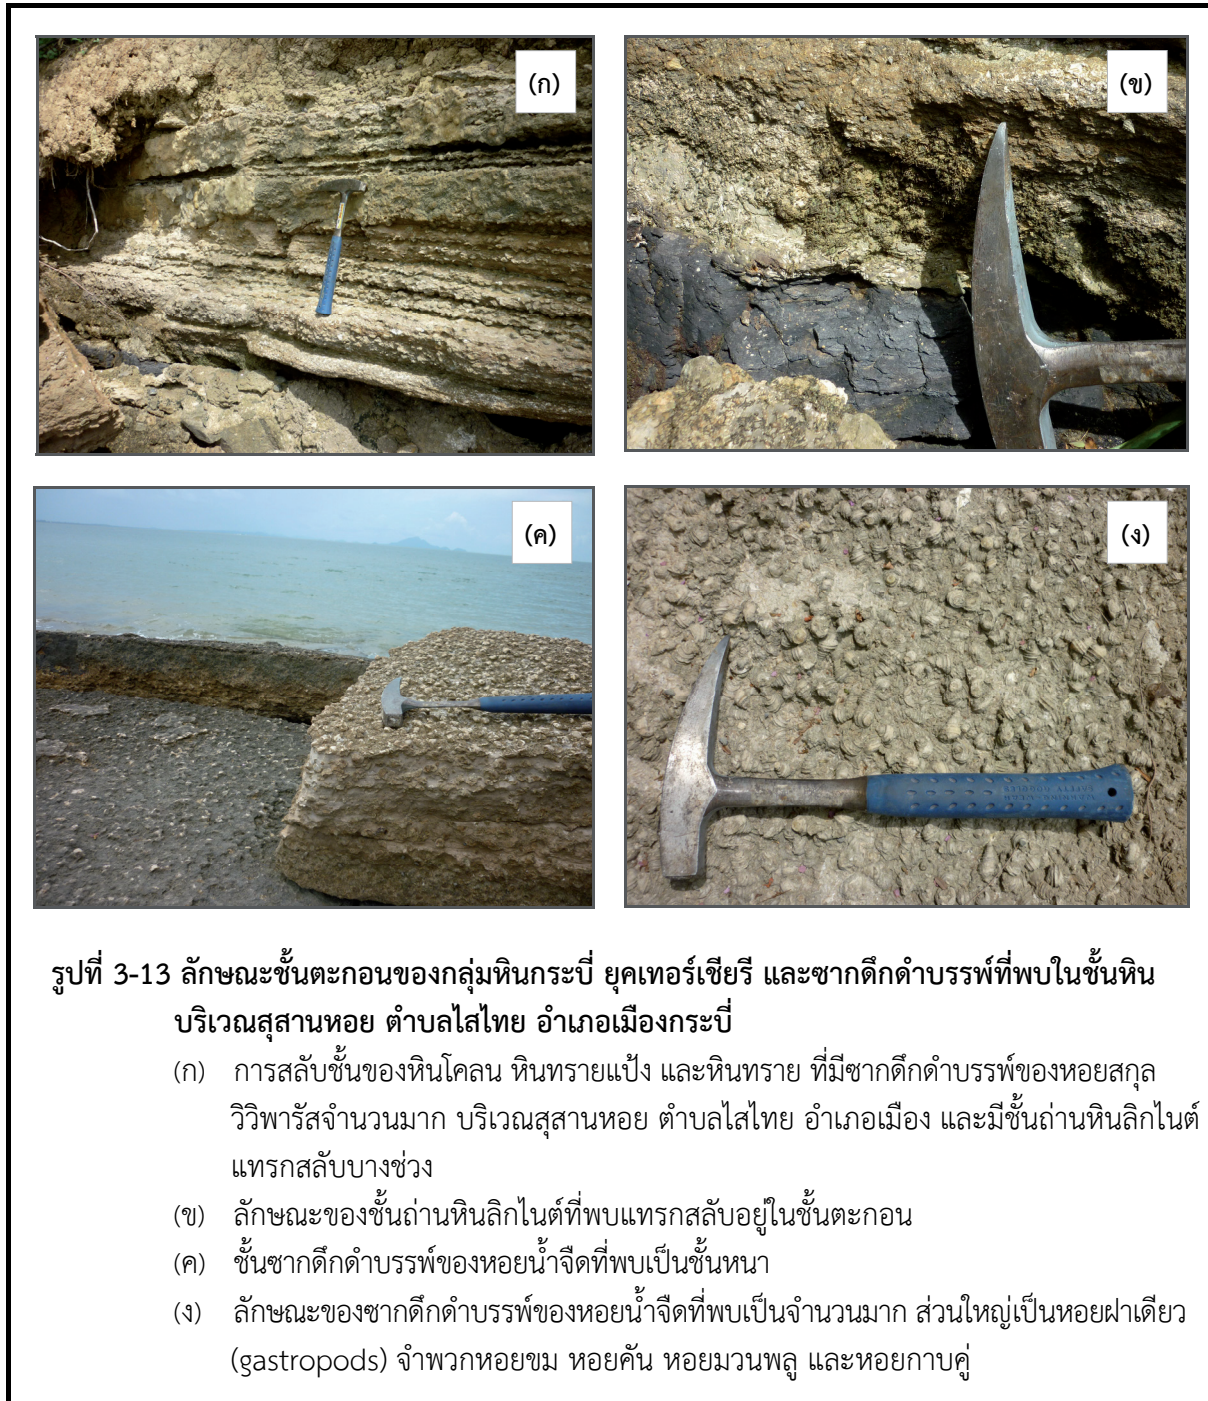 (ก)
(ข)
(ค)
(ง)
รูปที่ 3-13 ลักษณะชั้นตะกอนของกลุ่มหินกระบี่ ยุคเทอร์เชียรี และซากดึกดำบรรพ์ที่พบในชั้นหิน
บริเวณสุสานหอย ตำบลไสไทย อำเภอเมืองกระบี่
(ก) การสลับชั้นของหินโคลน หินทรายแป้ง และหินทราย ที่มีซากดึกดำบรรพ์ของหอยสกุล
วิวิพารัสจำนวนมาก บริเวณสุสานหอย ตำบลไสไทย อำเภอเมือง และมีชั้นถ่านหินลิกไนต์
แทรกสลับบางช่วง
(ข) ลักษณะของชั้นถ่านหินลิกไนต์ที่พบแทรกสลับอยู่ในชั้นตะกอน
(ค) ชั้นซากดึกดำบรรพ์ของหอยน้ำจืดที่พบเป็นชั้นหนา
(ง) ลักษณะของซากดึกดำบรรพ์ของหอยน้ำจืดที่พบเป็นจำนวนมาก ส่วนใหญ่เป็นหอยฝาเดียว
(gastropods) จำพวกหอยขม หอยคัน หอยมวนพลู และหอยกาบคู่